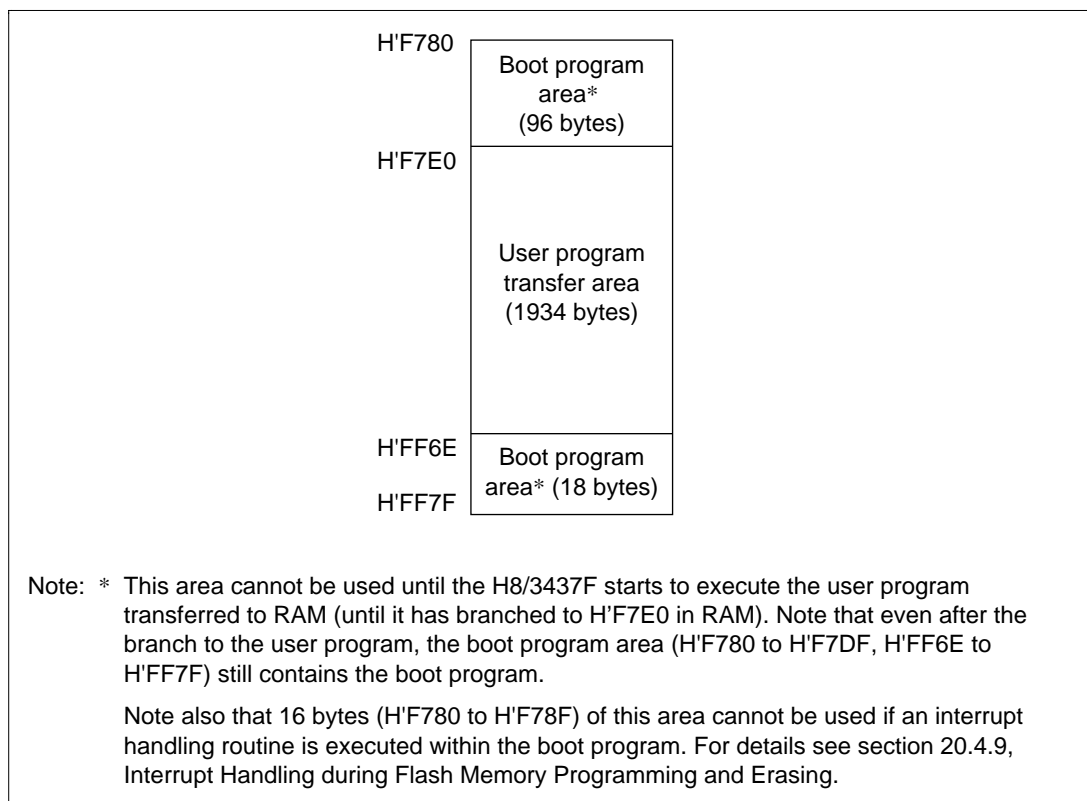 H'F780
Boot program
area*
(96 bytes)
H'F7E0
User program
transfer area
(1934 bytes)
H'FF6E
Boot program
area* (18 bytes)
H'FF7F
Note: * This area cannot be used until the H8/3437F starts to execute the user program
transferred to RAM (until it has branched to H'F7E0 in RAM). Note that even after the
branch to the user program, the boot program area (H'F780 to H'F7DF, H'FF6E to
H'FF7F) still contains the boot program.
Note also that 16 bytes (H'F780 to H'F78F) of this area cannot be used if an interrupt
handling routine is executed within the boot program. For details see section 20.4.9,
Interrupt Handling during Flash Memory Programming and Erasing.